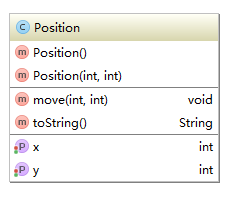 C Position
m Position()
m Position(int, int)
m move(int, int) void
m toString() String
P x int
P y int